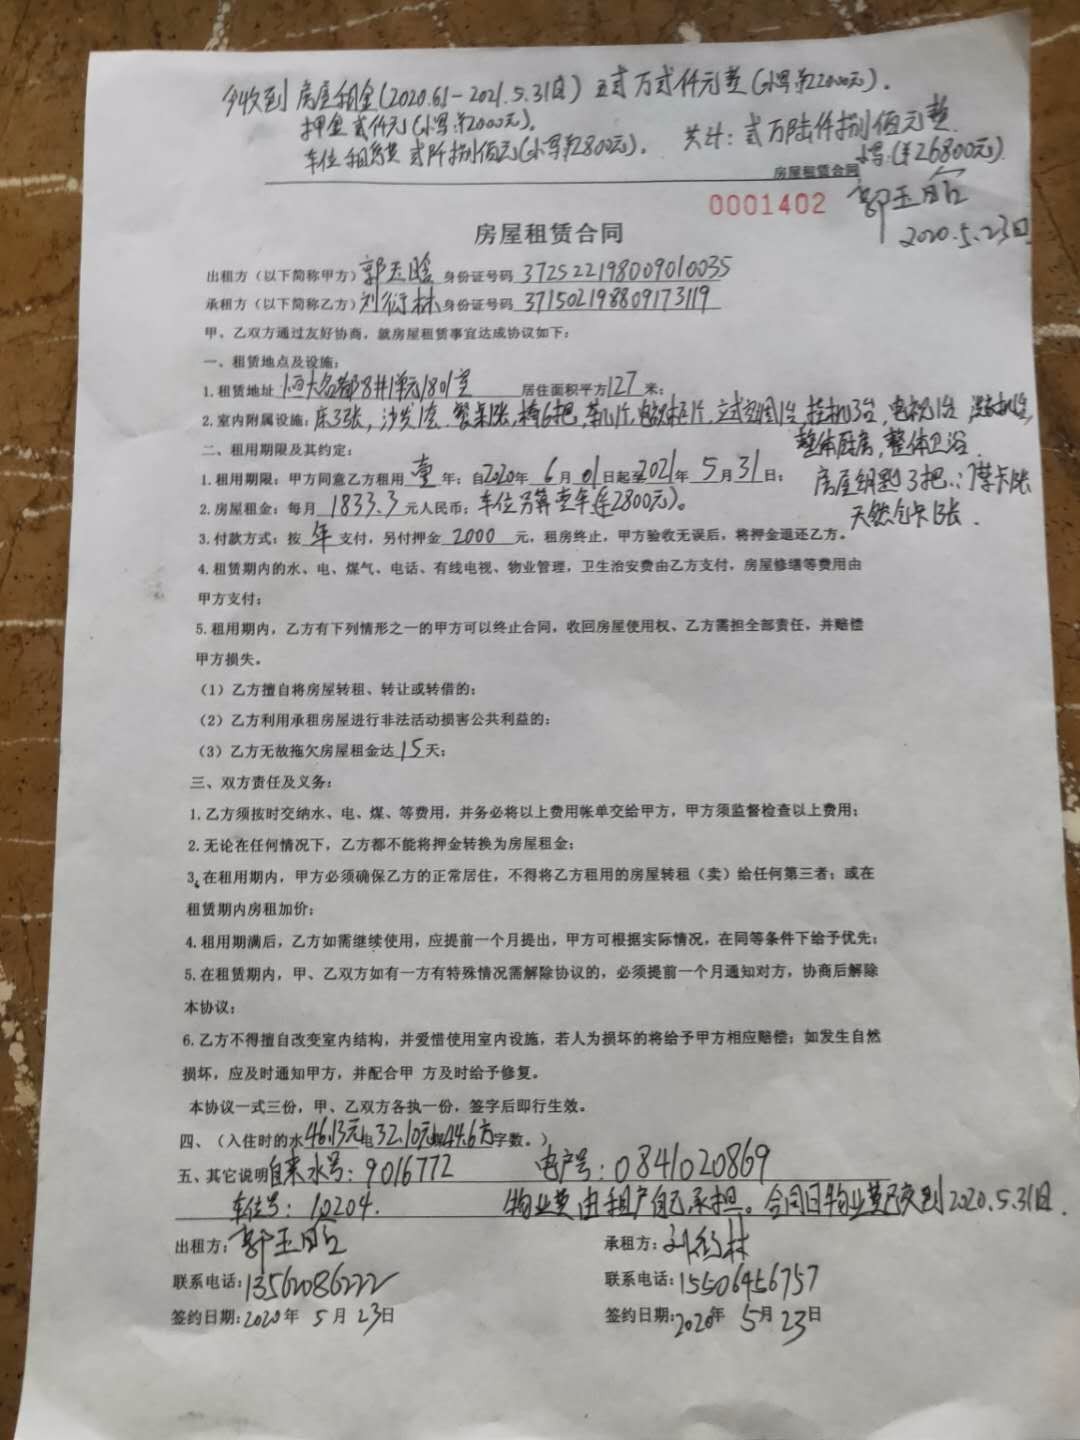 今收到 房屋租金(2020.6.1-2021.5.31日) 贰万贰仟元整(小写:¥22000元).
押金 贰仟元(小写:¥2000元).
车位租赁费 贰仟捌佰元(小写¥2800元). 共计: 贰万陆仟捌佰元整
小写:(¥26800元).
房屋租赁合同
0001402
2020.5.23日
房屋租赁合同
出租方(以下简称甲方) 身份证号码 372522198009010035
承租方(以下简称乙方) 刘衍林 身份证号码 371502198809173119
甲、乙双方通过友好协商,就房屋租赁事宜达成协议如下:
一、租赁地点及设施:
1.租赁地址 恒大名都8#1单元1801室 居住面积平方 127 米;
2.室内附属设施: 床3张, 沙发1套, 餐桌1张, 椅6把, 茶几1个, 电视柜1个, 立式空调1台, 挂机3台, 电视1台,
整体厨房, 整体卫浴.
二、租用期限及其约定:
1.租用期限:甲方同意乙方租用 壹 年;自2020年 6 月 01 日起至2021年 5 月 31 日;
房屋钥匙3把,
2.房屋租金:每月 1833.3 元人民币; 车位另算壹年(2800元)。
天然气卡1张.
3.付款方式:按 年 支付,另付押金 2000 元,租房终止,甲方验收无误后,将押金退还乙方。
4.租赁期内的水、电、煤气、电话、有线电视、物业管理,卫生治安费由乙方支付,房屋修缮等费用由
甲方支付;
5.租用期内,乙方有下列情形之一的甲方可以终止合同,收回房屋使用权、乙方需担全部责任,并赔偿
甲方损失。
(1)乙方擅自将房屋转租、转让或转借的;
(2)乙方利用承租房屋进行非法活动损害公共利益的;
(3)乙方无故拖欠房屋租金达 15 天;
三、双方责任及义务:
1.乙方须按时交纳水、电、煤、等费用,并务必将以上费用帐单交给甲方,甲方须监督检查以上费用;
2.无论在任何情况下,乙方都不能将押金转换为房屋租金;
3.在租用期内,甲方必须确保乙方的正常居住,不得将乙方租用的房屋转租(卖)给任何第三者;或在
租赁期内房租加价;
4.租用期满后,乙方如需继续使用,应提前一个月提出,甲方可根据实际情况,在同等条件下给予优先;
5.在租赁期内,甲、乙双方如有一方有特殊情况需解除协议的,必须提前一个月通知对方,协商后解除
本协议;
6.乙方不得擅自改变室内结构,并爱惜使用室内设施,若人为损坏的将给予甲方相应赔偿;如发生自然
损坏,应及时通知甲方,并配合甲 方及时给予修复。
本协议一式三份,甲、乙双方各执一份,签字后即行生效。
四、(入住时的水46.13元电32.10元煤44.6方字数。)
五、其它说明 自来水号: 9016772 电户号: 0841020869
车位号: 10204. 物业费由租户自己承担。合同日物业费已交到2020.5.31日.
出租方: 承租方: 刘衍林
联系电话:13562086222 联系电话:15506456757
签约日期:2020年 5月 23日 签约日期:2020年 5月 23日